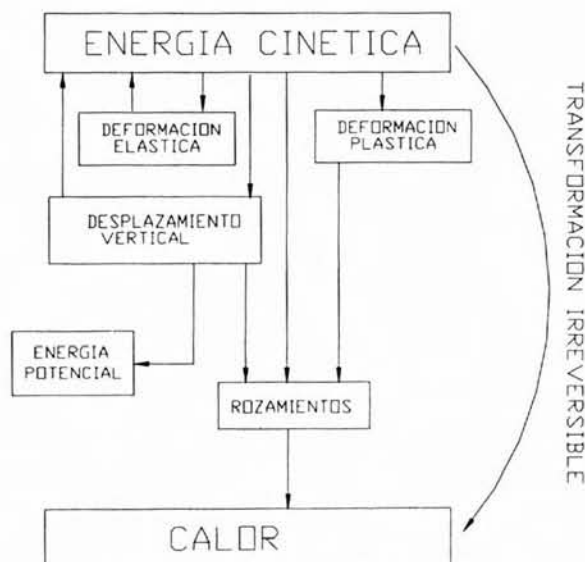 ENERGIA CINETICA
DEFORMACION
ELASTICA
DEFORMACION
PLASTICA
DESPLAZAMIENTO
VERTICAL
ENERGIA
POTENCIAL
ROZAMIENTOS
CALOR
TRANSFORMACION IRREVERSIBLE